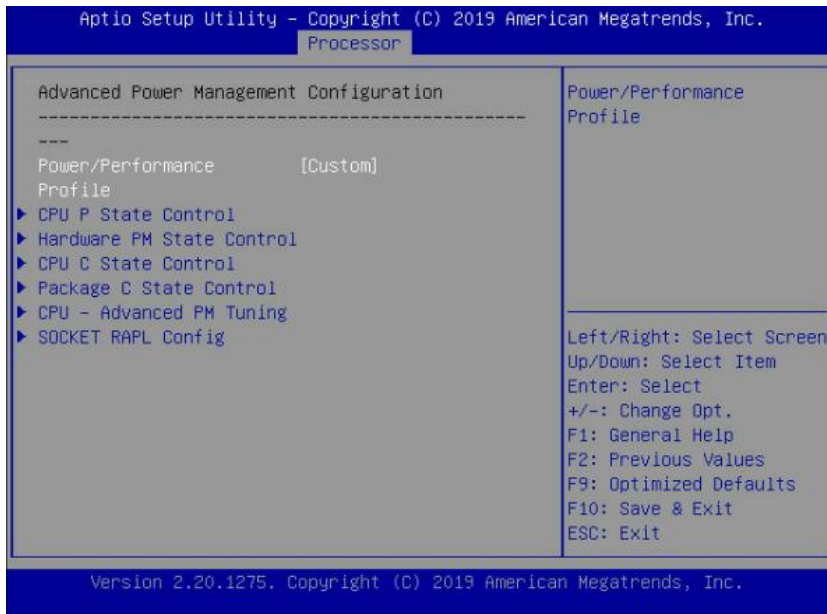 Aptio Setup Utility – Copyright (C) 2019 American Megatrends, Inc.
Processor
Advanced Power Management Configuration
-----------------------------------------------
---
Power/Performance [Custom]
Profile
CPU P State Control
Hardware PM State Control
CPU C State Control
Package C State Control
CPU – Advanced PM Tuning
SOCKET RAPL Config
Power/Performance
Profile
Left/Right: Select Screen
Up/Down: Select Item
Enter: Select
+/-: Change Opt.
F1: General Help
F2: Previous Values
F9: Optimized Defaults
F10: Save & Exit
ESC: Exit
Version 2.20.1275. Copyright (C) 2019 American Megatrends, Inc.